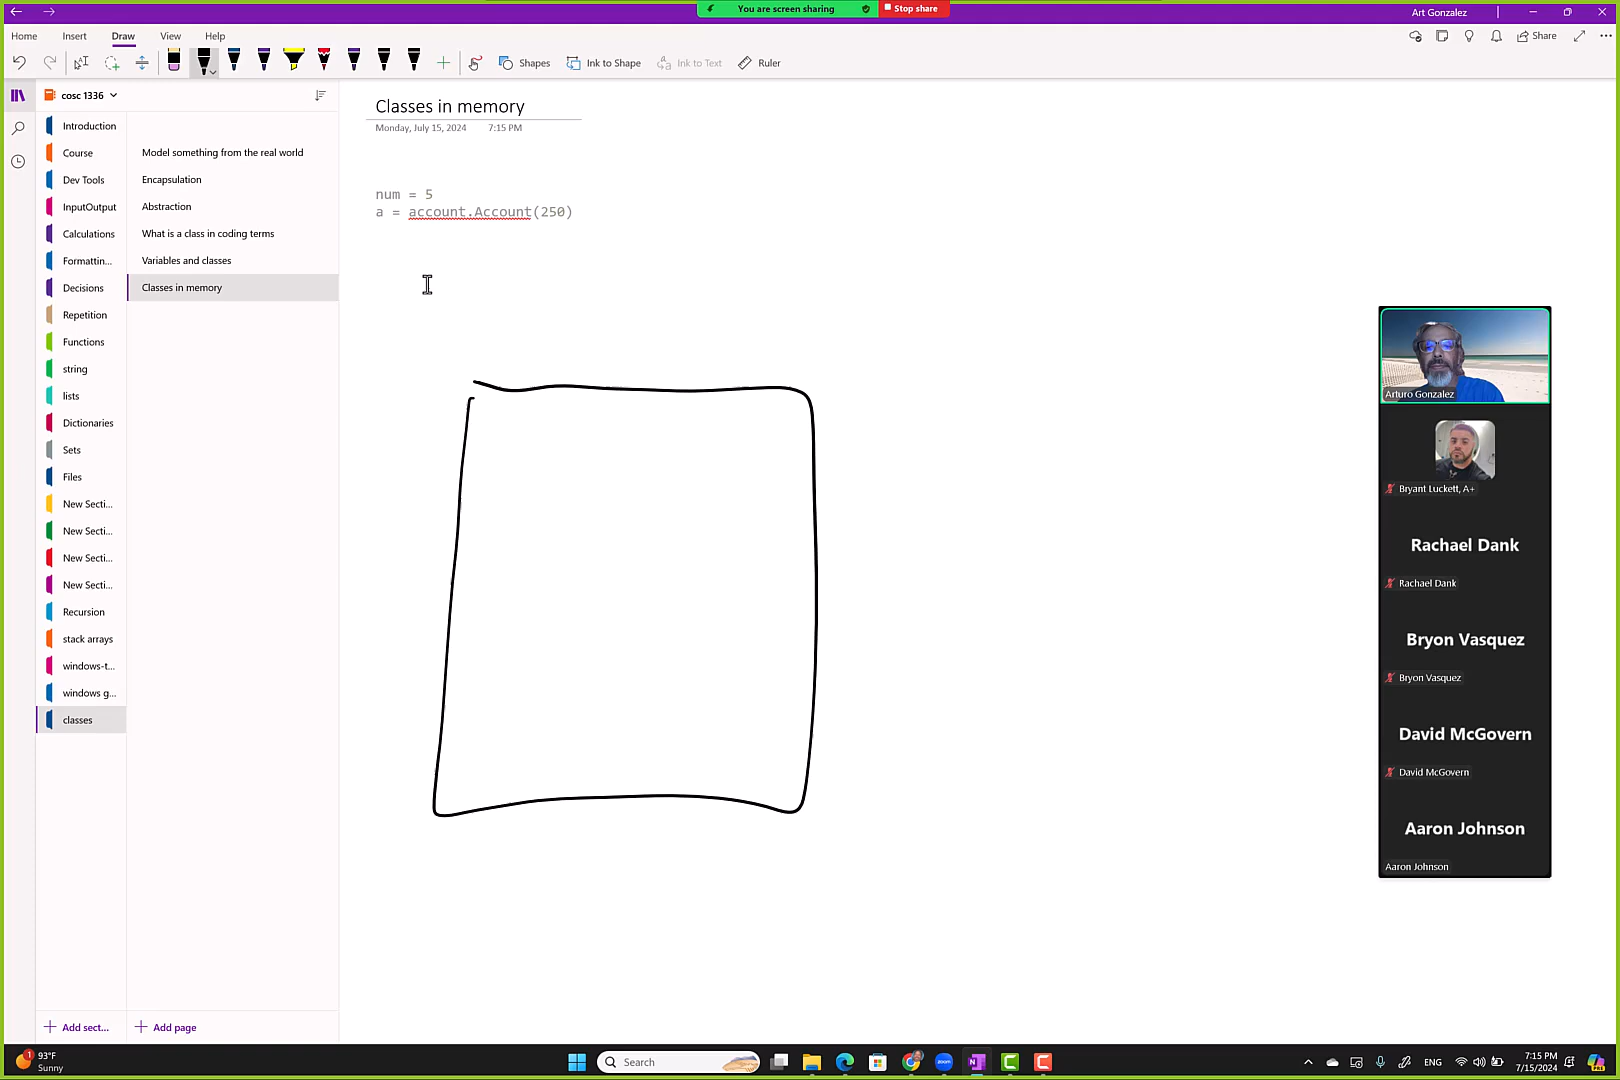 You are screen sharing
Stop share
Art Gonzalez
Home
Insert
Draw
View
Help
Share
Shapes
Ink to Shape
Ink to Text
Ruler
cosc 1336
Introduction
Course
Dev Tools
InputOutput
Calculations
Formattin...
Decisions
Repetition
Functions
string
lists
Dictionaries
Sets
Files
New Secti...
New Secti...
New Secti...
New Secti...
Recursion
stack arrays
windows-t...
windows g...
classes
Add sect...
Model something from the real world
Encapsulation
Abstraction
What is a class in coding terms
Variables and classes
Classes in memory
Add page
Classes in memory
Monday, July 15, 2024 7:15 PM
num = 5
a = account.Account(250)
Arturo Gonzalez
Bryant Luckett, A+
Rachael Dank
Rachael Dank
Bryon Vasquez
Bryon Vasquez
David McGovern
David McGovern
Aaron Johnson
Aaron Johnson
1
93°F
Sunny
Search
zoom
ENG
7:15 PM
7/15/2024